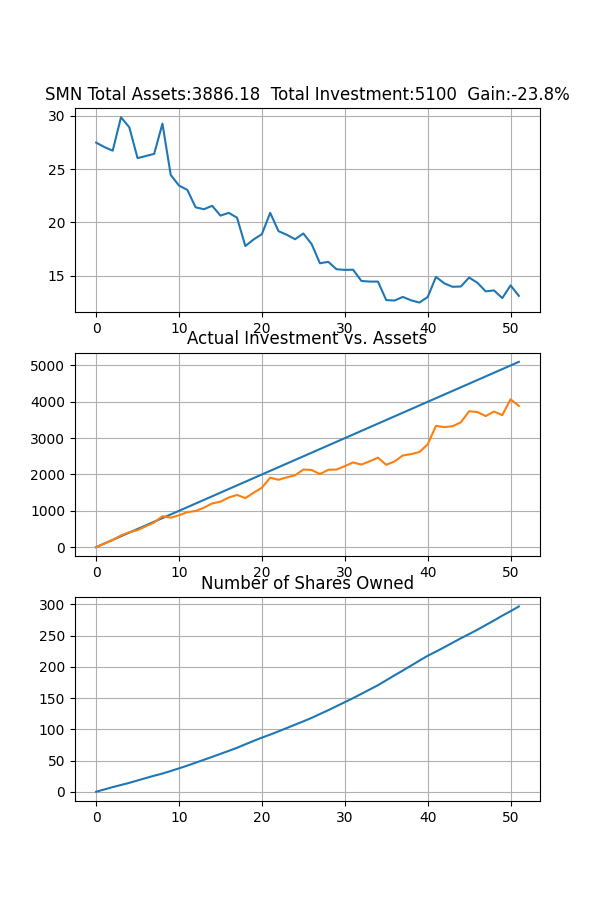 SMN Total Assets:3886.18  Total Investment:5100  Gain:-23.8%
30
25
20
15
0 10 20 30 40 50
Actual Investment vs. Assets
5000
4000
3000
2000
1000
0
0 10 20 30 40 50
Number of Shares Owned
300
250
200
150
100
50
0
0 10 20 30 40 50